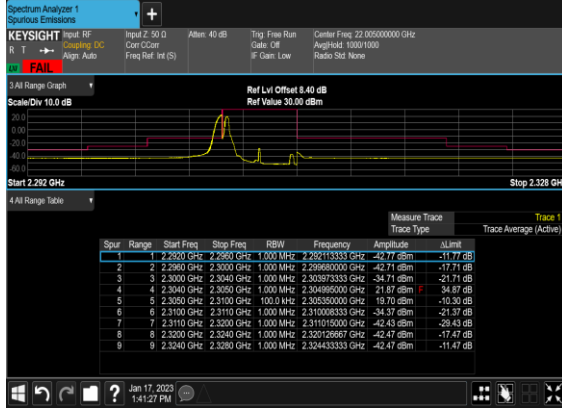 Spectrum Analyzer 1
Spurious Emissions
KEYSIGHT Input: RF Input Z: 50 Ω Atten: 40 dB Trig: Free Run Center Freq: 22.005000000 GHz
R T Coupling: DC Corr CCorr Gate: Off Avg|Hold: 1000/1000
Align: Auto Freq Ref: Int (S) IF Gain: Low Radio Std: None
FAIL
3 All Range Graph
Ref Lvl Offset 8.40 dB
Scale/Div 10.0 dB Ref Value 30.00 dBm
20.0
0.00
-20.0
-40.0
-60.0
Start 2.292 GHz Stop 2.328 GH
4 All Range Table
Measure Trace Trace 1
Trace Type Trace Average (Active)
Spur Range Start Freq Stop Freq RBW Frequency Amplitude ΔLimit
1 1 2.2920 GHz 2.2960 GHz 1.000 MHz 2.292113333 GHz -42.77 dBm -11.77 dB
2 2 2.2960 GHz 2.3000 GHz 1.000 MHz 2.299680000 GHz -42.71 dBm -17.71 dB
3 3 2.3000 GHz 2.3040 GHz 1.000 MHz 2.303973333 GHz -34.71 dBm -21.71 dB
4 4 2.3040 GHz 2.3050 GHz 1.000 MHz 2.304995000 GHz 21.87 dBm F 34.87 dB
5 5 2.3050 GHz 2.3100 GHz 100.0 kHz 2.305350000 GHz 19.70 dBm -10.30 dB
6 6 2.3100 GHz 2.3110 GHz 1.000 MHz 2.310008333 GHz -34.37 dBm -21.37 dB
7 7 2.3110 GHz 2.3200 GHz 1.000 MHz 2.311015000 GHz -42.43 dBm -29.43 dB
8 8 2.3200 GHz 2.3240 GHz 1.000 MHz 2.320126667 GHz -42.47 dBm -17.47 dB
9 9 2.3240 GHz 2.3280 GHz 1.000 MHz 2.324433333 GHz -42.47 dBm -11.47 dB
Jan 17, 2023
1:41:27 PM